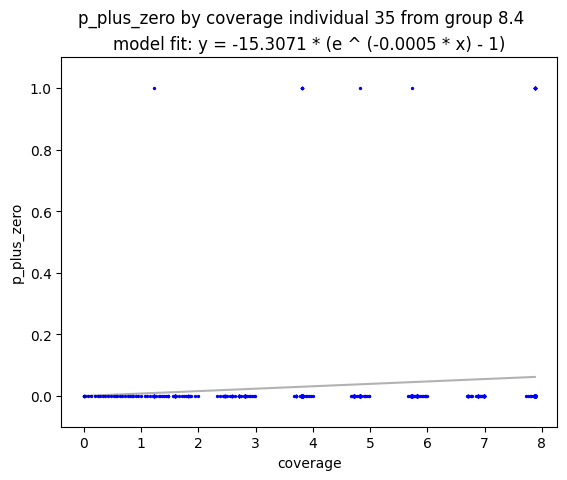 p_plus_zero by coverage individual 35 from group 8.4
model fit: y = -15.3071 * (e ^ (-0.0005 * x) - 1)
1.0
0.8
0.6
0.4
0.2
0.0
p_plus_zero
0 1 2 3 4 5 6 7 8
coverage